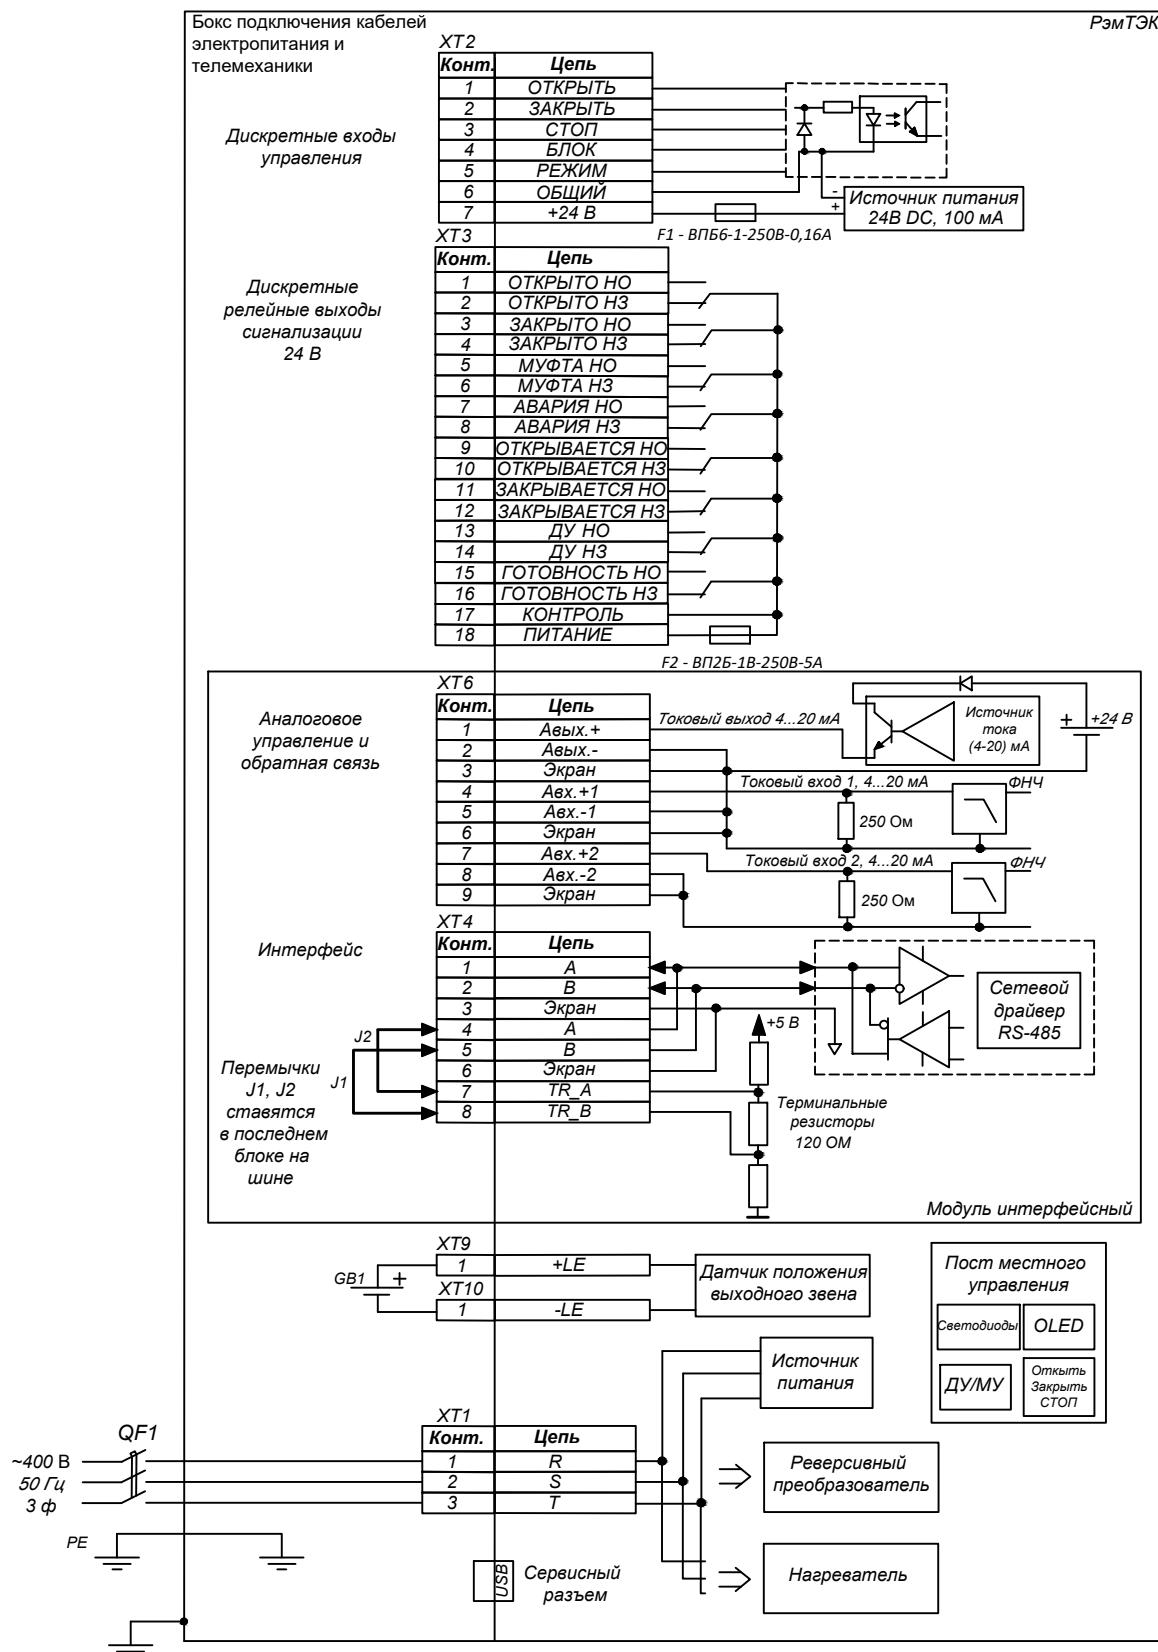 Бокс подключения кабелей
электропитания и
телемеханики
РэмТЭК
XT2
Конт. Цепь
1 ОТКРЫТЬ
2 ЗАКРЫТЬ
3 СТОП
4 БЛОК
5 РЕЖИМ
6 ОБЩИЙ
7 +24 В
Дискретные входы
управления
-
+
Источник питания
24В DC, 100 мА
F1 - ВПБ6-1-250В-0,16А
XT3
Конт. Цепь
1 ОТКРЫТО НО
2 ОТКРЫТО НЗ
3 ЗАКРЫТО НО
4 ЗАКРЫТО НЗ
5 МУФТА НО
6 МУФТА НЗ
7 АВАРИЯ НО
8 АВАРИЯ НЗ
9 ОТКРЫВАЕТСЯ НО
10 ОТКРЫВАЕТСЯ НЗ
11 ЗАКРЫВАЕТСЯ НО
12 ЗАКРЫВАЕТСЯ НЗ
13 ДУ НО
14 ДУ НЗ
15 ГОТОВНОСТЬ НО
16 ГОТОВНОСТЬ НЗ
17 КОНТРОЛЬ
18 ПИТАНИЕ
Дискретные
релейные выходы
сигнализации
24 В
F2 - ВП2Б-1В-250В-5А
XT6
Конт. Цепь
1 Авых.+
2 Авых.-
3 Экран
4 Авх.+1
5 Авх.-1
6 Экран
7 Авх.+2
8 Авх.-2
9 Экран
Аналоговое
управление и
обратная связь
Токовый выход 4...20 мА
Источник
тока
(4-20) мА
+
+24 В
Токовый вход 1, 4...20 мА
ФНЧ
250 Ом
Токовый вход 2, 4...20 мА
ФНЧ
250 Ом
XT4
Конт. Цепь
1 A
2 B
3 Экран
4 A
5 B
6 Экран
7 TR_A
8 TR_B
Интерфейс
J2
J1
Перемычки
J1, J2
ставятся
в последнем
блоке на
шине
+5 В
Сетевой
драйвер
RS-485
Терминальные
резисторы
120 ОМ
Модуль интерфейсный
XT9
1 +LE
XT10
1 -LE
GB1
+
Датчик положения
выходного звена
Пост местного
управления
Светодиоды
OLED
ДУ/МУ
Откыть
Закрыть
СТОП
Источник
питания
XT1
Конт. Цепь
1 R
2 S
3 T
QF1
~400 В
50 Гц
3 ф
PE
Реверсивный
преобразователь
Нагреватель
USB
Сервисный
разъем